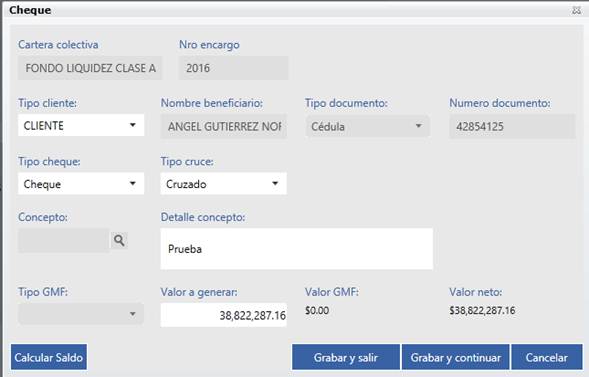 Cheque
Cartera colectiva Nro encargo
FONDO LIQUIDEZ CLASE A 2016
Tipo cliente: Nombre beneficiario: Tipo documento: Numero documento:
CLIENTE ANGEL GUTIERREZ NOR Cédula 42854125
Tipo cheque: Tipo cruce:
Cheque Cruzado
Concepto: Detalle concepto:
Prueba
Tipo GMF: Valor a generar: Valor GMF: Valor neto:
38,822,287.16 $0.00 $38,822,287.16
Calcular Saldo Grabar y salir Grabar y continuar Cancelar